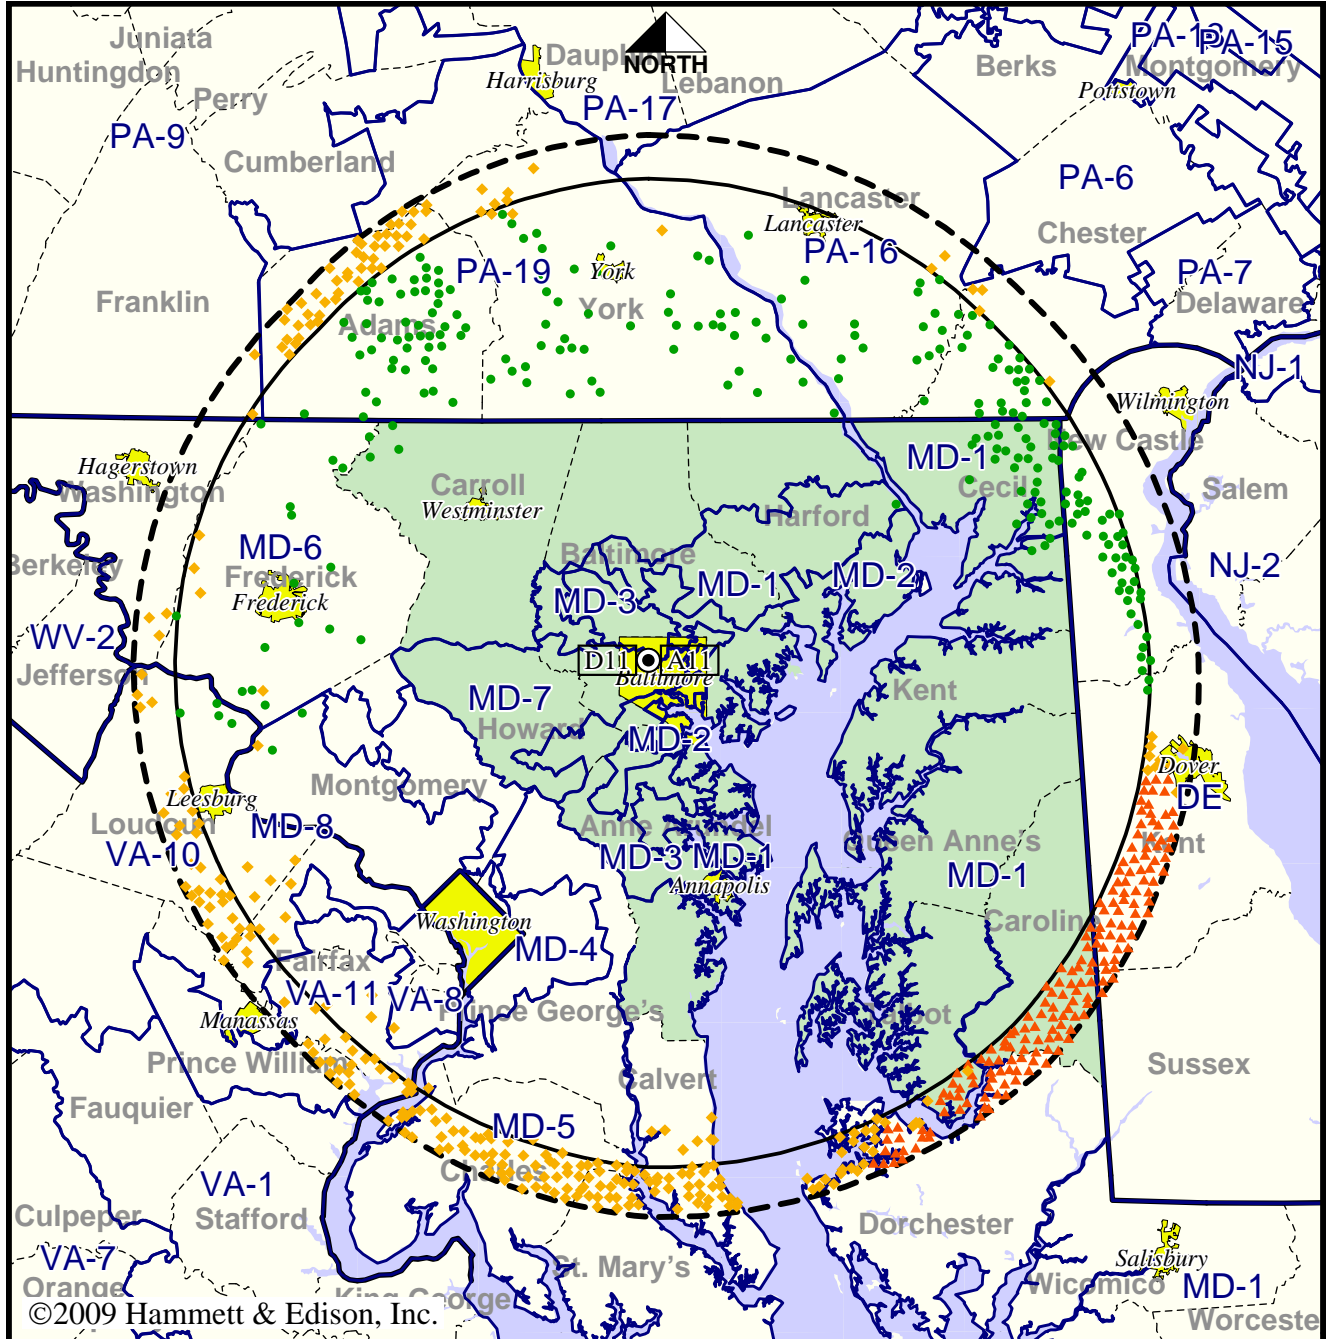 Juniata
Huntingdon
Perry
Dauphin
NORTH
Harrisburg
Lebanon
Berks
PA-13
PA-15
Montgomery
Pottstown
PA-17
PA-9
Cumberland
PA-6
Lancaster
Lancaster
PA-16
Chester
PA-19
York
York
PA-7
Delaware
Franklin
Adams
NJ-1
Wilmington
New Castle
Hagerstown
Washington
MD-1
Cecil
Salem
Carroll
Westminster
Harford
Berkeley
MD-6
Frederick
Frederick
Baltimore
MD-3
MD-1
MD-2
NJ-2
WV-2
Jefferson
D11
A11
Baltimore
Kent
MD-7
Howard
MD-2
Dover
DE
Kent
Montgomery
Leesburg
Loudoun
MD-8
VA-10
Anne Arundel
MD-3
MD-1
Annapolis
Queen Anne's
MD-1
Caroline
Washington
MD-4
Fairfax
VA-11
VA-8
Prince George's
Talbot
Manassas
Prince William
Calvert
Sussex
Fauquier
MD-5
Charles
VA-1
Stafford
Culpeper
VA-7
Orange
Dorchester
St. Mary's
Salisbury
Wicomico
MD-1
King George
Worceste
©2009 Hammett & Edison, Inc.